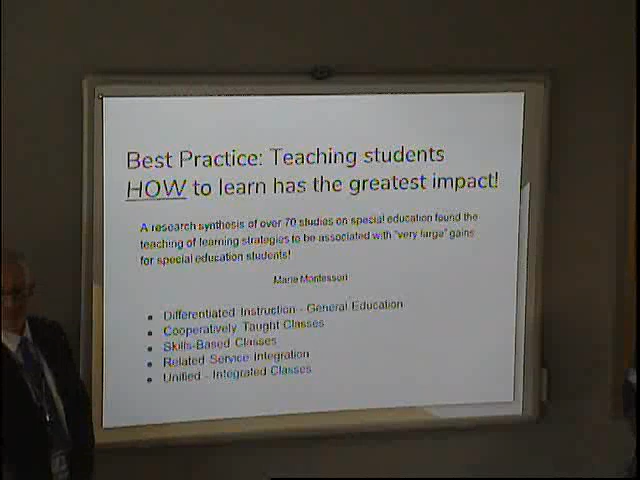 Best Practice: Teaching students
HOW to learn has the greatest impact!
A research synthesis of over 70 studies on special education found the
teaching of learning strategies to be associated with "very large" gains
for special education students!
Maria Montessori
Differentiated Instruction - General Education
Cooperatively Taught Classes
Skills-Based Classes
Related Service Integration
Unified - Integrated Classes